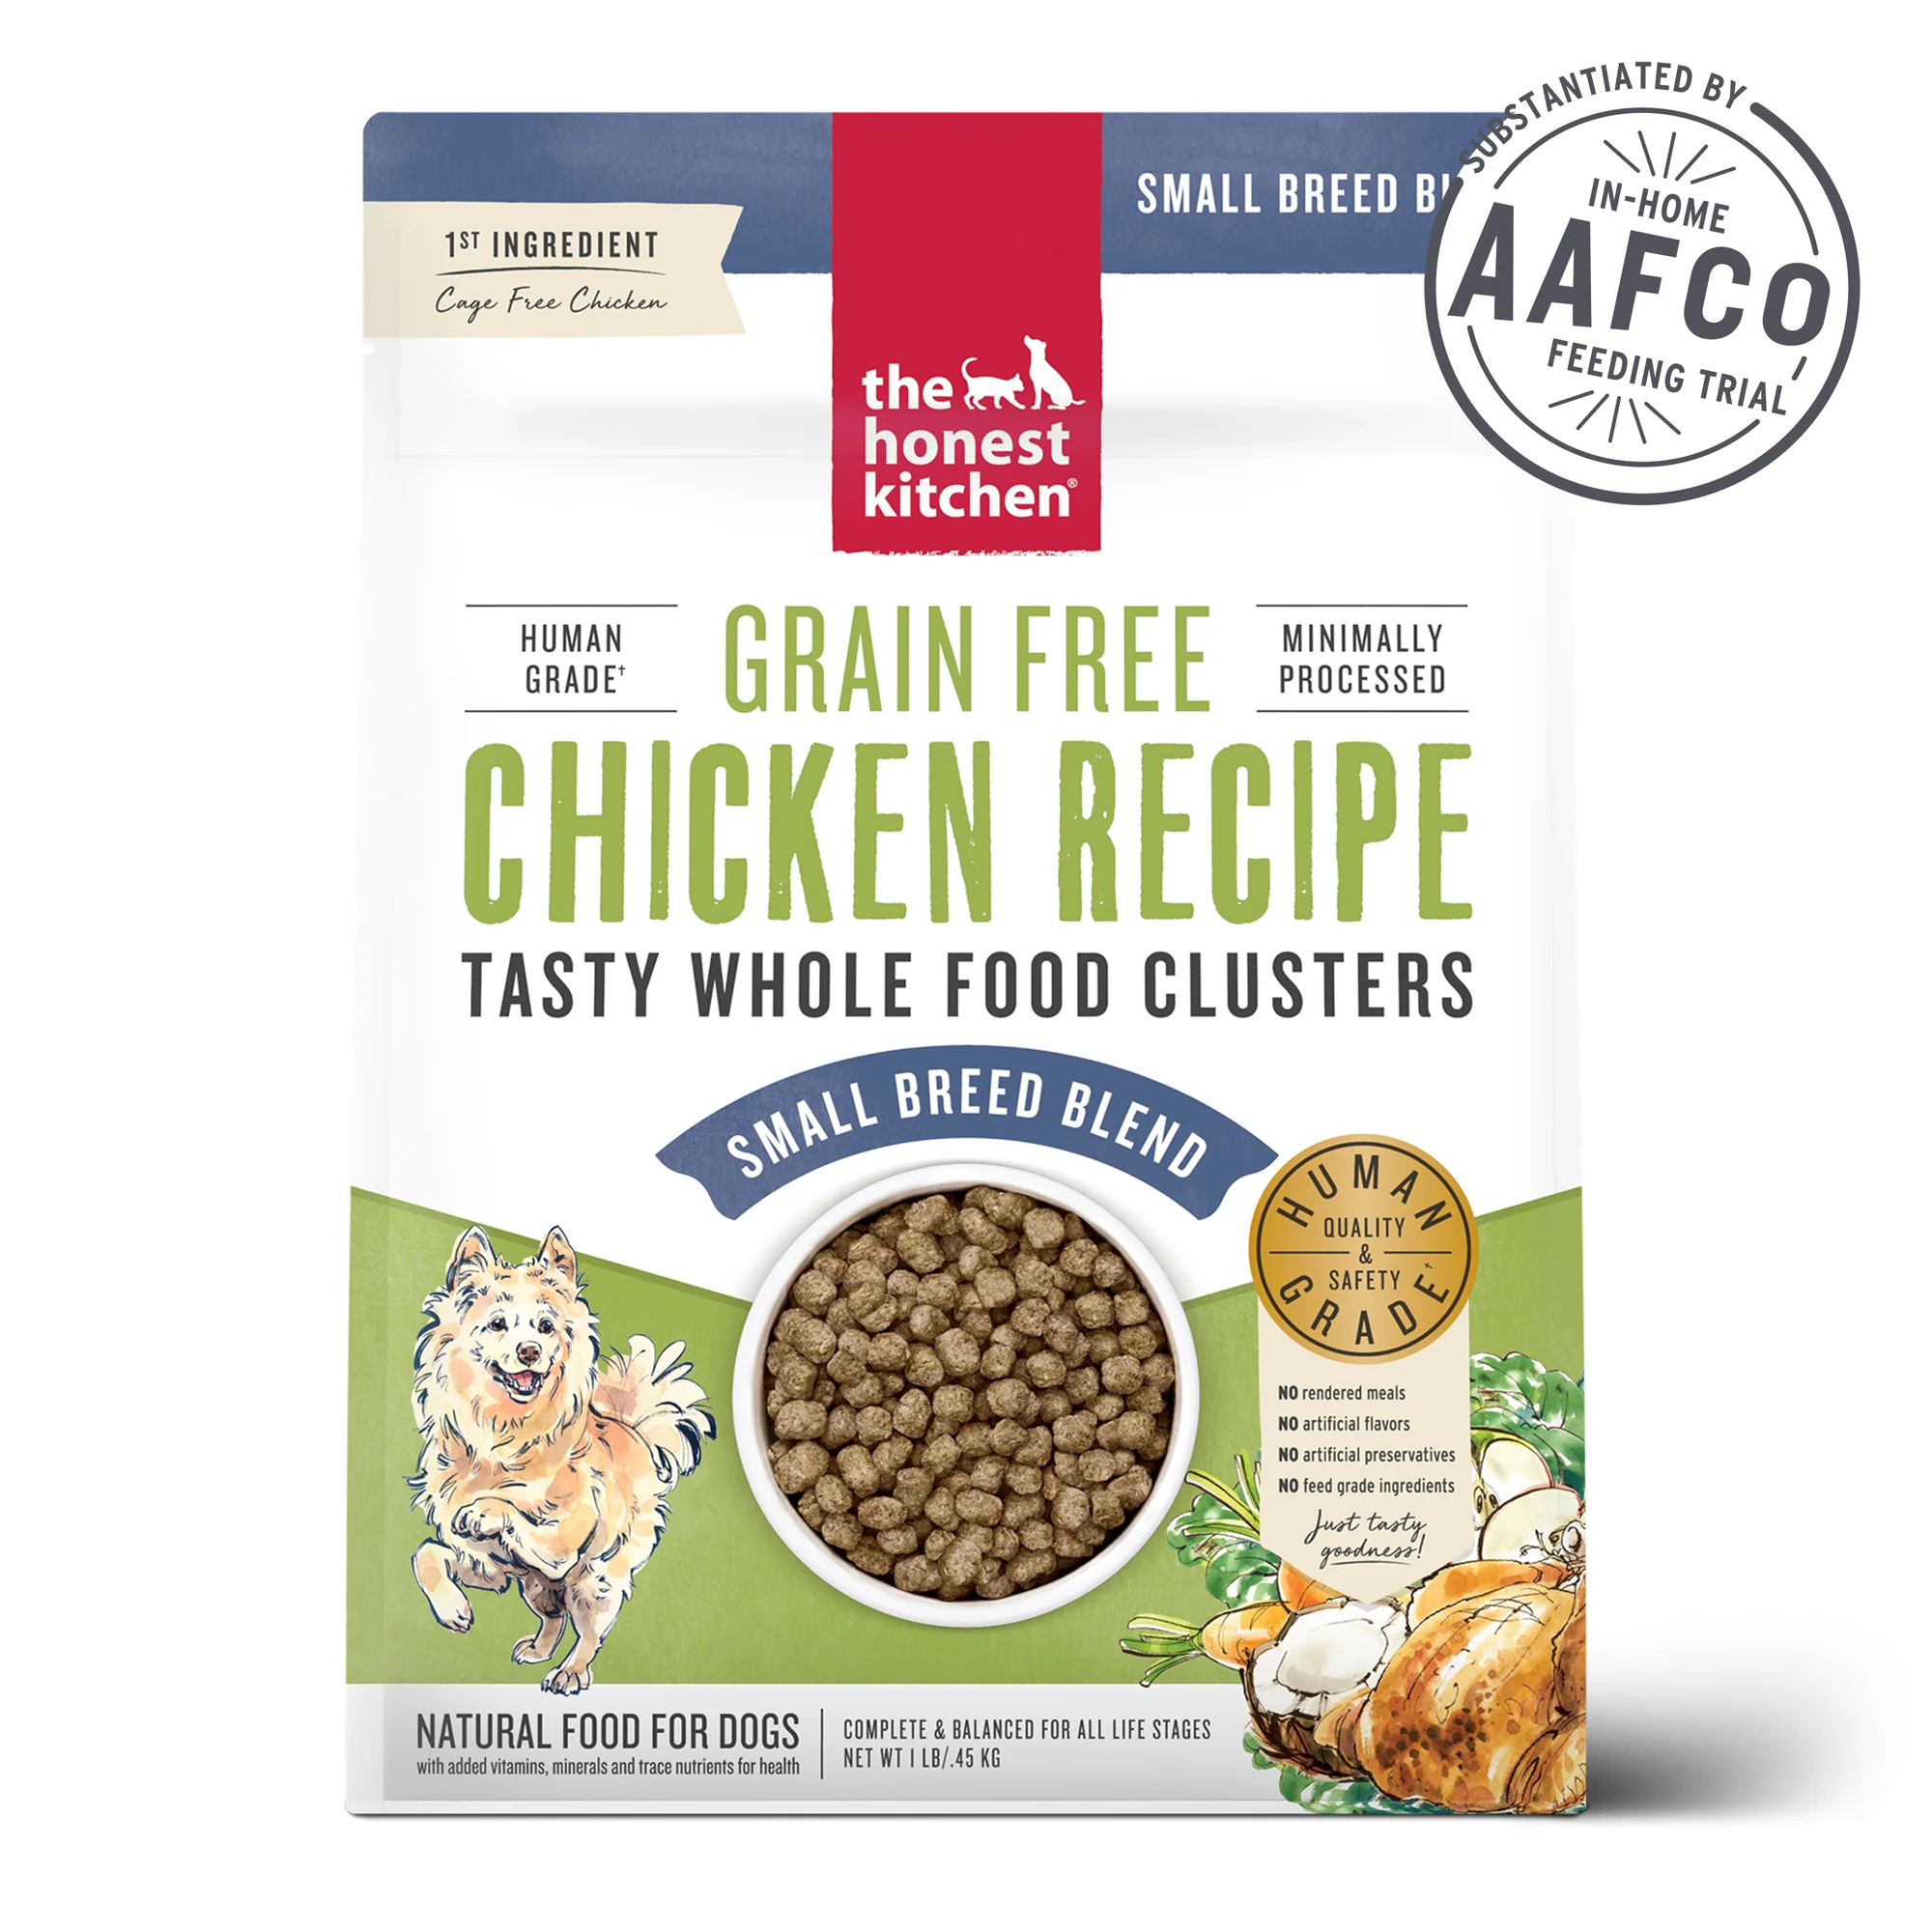 SUBSTANTIATED BY
IN-HOME
AAFCO
FEEDING TRIAL
SMALL BREED
1ST INGREDIENT
Cage Free Chicken
the
honest
kitchen®
HUMAN
GRADE†
GRAIN FREE
MINIMALLY
PROCESSED
CHICKEN RECIPE
TASTY WHOLE FOOD CLUSTERS
SMALL BREED BLEND
HUMAN
QUALITY
&
SAFETY
GRADE†
NO rendered meals
NO artificial flavors
NO artificial preservatives
NO feed grade ingredients
Just tasty
goodness!
NATURAL FOOD FOR DOGS
with added vitamins, minerals and trace nutrients for health
COMPLETE & BALANCED FOR ALL LIFE STAGES
NET WT 1 LB/.45 KG